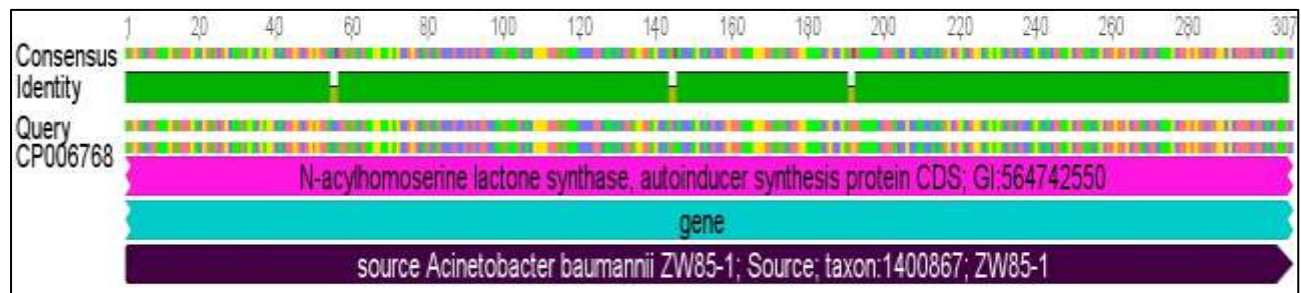 1 20 40 60 80 100 120 140 160 180 200 220 240 260 280 307
Consensus
Identity
Query
CP006768
N-acylhomoserine lactone synthase, autoinducer synthesis protein CDS; GI:564742550
gene
source Acinetobacter baumannii ZW85-1; Source; taxon:1400867; ZW85-1